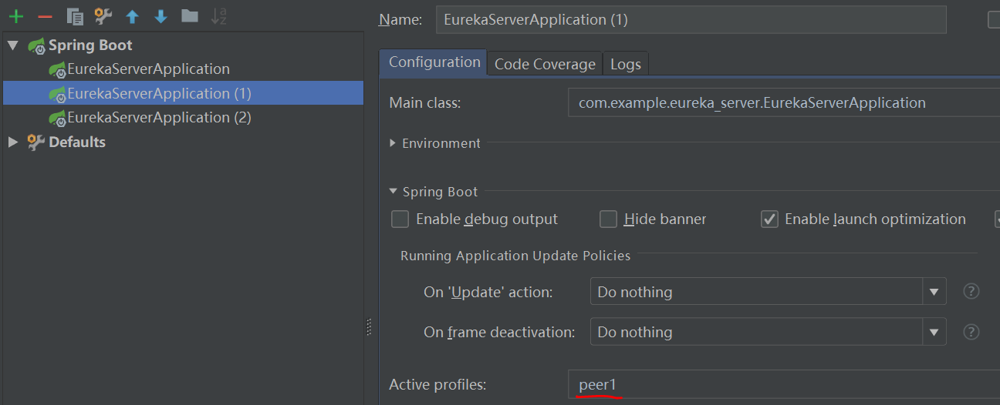 Name: EurekaServerApplication (1)
Spring Boot
EurekaServerApplication
EurekaServerApplication (1)
EurekaServerApplication (2)
Defaults
Configuration Code Coverage Logs
Main class: com.example.eureka_server.EurekaServerApplication
Environment
Spring Boot
Enable debug output Hide banner Enable launch optimization
Running Application Update Policies
On 'Update' action: Do nothing ?
On frame deactivation: Do nothing ?
Active profiles: peer1